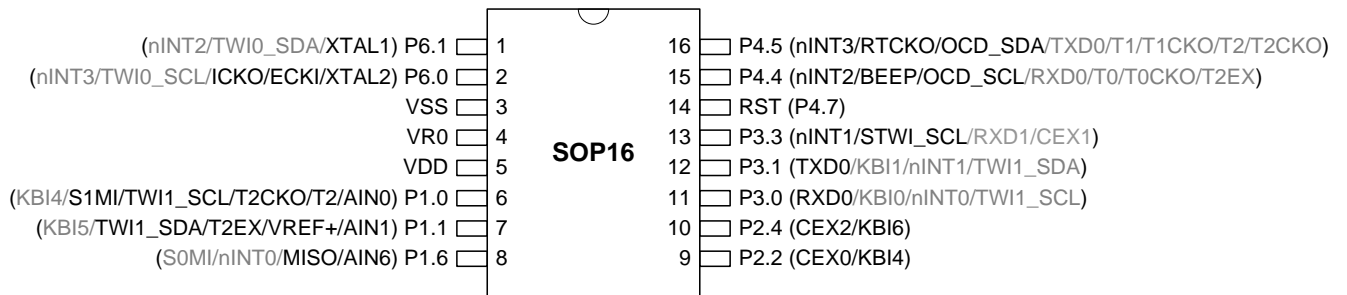 (nINT2/TWI0_SDA/XTAL1) P6.1 1 16 P4.5 (nINT3/RTCKO/OCD_SDA/TXD0/T1/T1CKO/T2/T2CKO)
(nINT3/TWI0_SCL/ICKO/ECKI/XTAL2) P6.0 2 15 P4.4 (nINT2/BEEP/OCD_SCL/RXD0/T0/T0CKO/T2EX)
VSS 3 14 RST (P4.7)
VR0 4 13 P3.3 (nINT1/STWI_SCL/RXD1/CEX1)
SOP16
VDD 5 12 P3.1 (TXD0/KBI1/nINT1/TWI1_SDA)
(KBI4/S1MI/TWI1_SCL/T2CKO/T2/AIN0) P1.0 6 11 P3.0 (RXD0/KBI0/nINT0/TWI1_SCL)
(KBI5/TWI1_SDA/T2EX/VREF+/AIN1) P1.1 7 10 P2.4 (CEX2/KBI6)
(S0MI/nINT0/MISO/AIN6) P1.6 8 9 P2.2 (CEX0/KBI4)